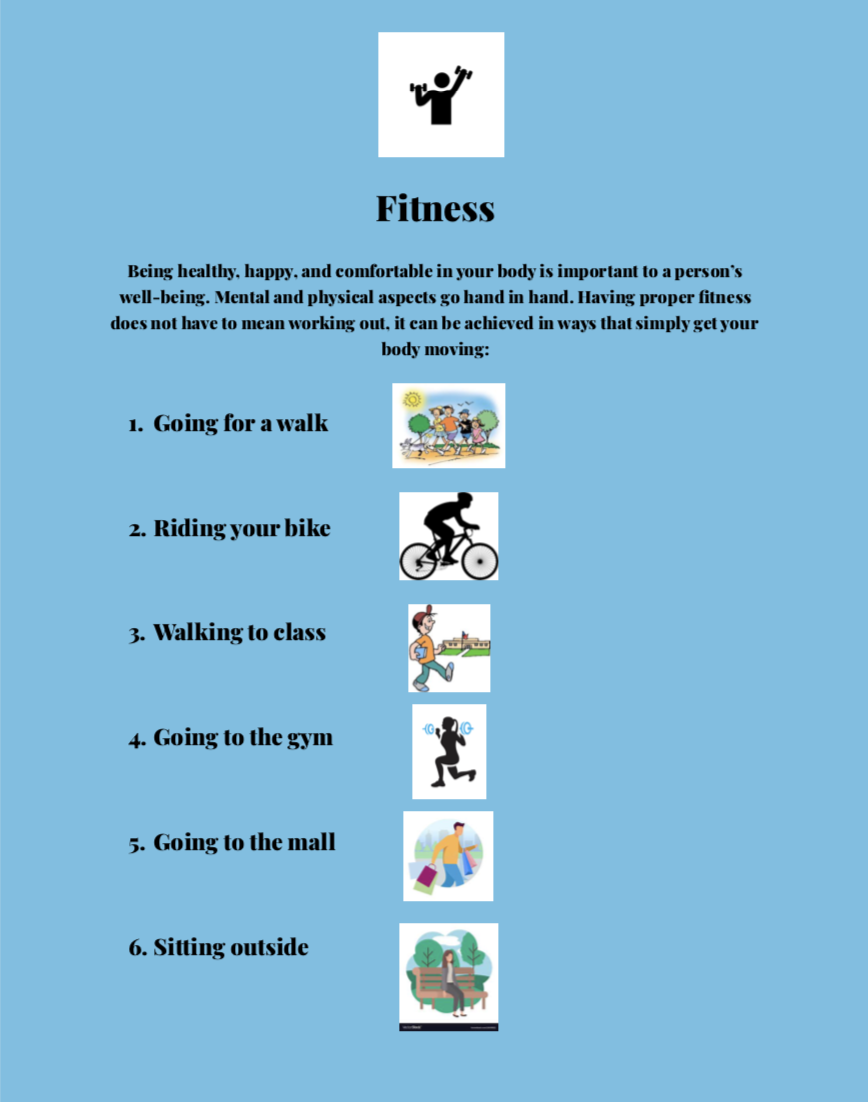 Fitness
Being healthy, happy, and comfortable in your body is important to a person's
well-being. Mental and physical aspects go hand in hand. Having proper fitness
does not have to mean working out, it can be achieved in ways that simply get your
body moving:
1. Going for a walk
2. Riding your bike
3. Walking to class
4. Going to the gym
5. Going to the mall
6. Sitting outside